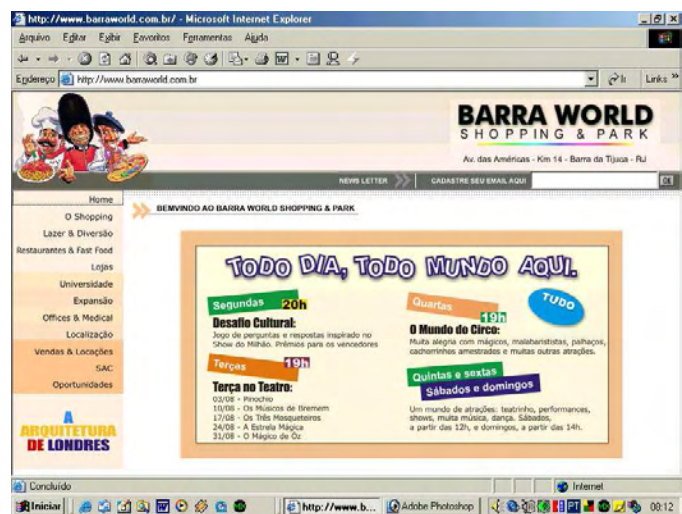 http://www.barraworld.com.br/ - Microsoft Internet Explorer
Arquivo Editar Exibir Favoritos Ferramentas Ajuda
Endereço http://www.barraworld.com.br Ir Links »
BARRA WORLD
SHOPPING & PARK
Av. das Américas - Km 14 - Barra da Tijuca - RJ
NEWS LETTER CADASTRE SEU EMAIL AQUI OK
Home
O Shopping
Lazer & Diversão
Restaurantes & Fast Food
Lojas
Universidade
Expansão
Offices & Medical
Localização
Vendas & Locações
SAC
Oportunidades
A
ARQUITETURA
DE LONDRES
BEMVINDO AO BARRA WORLD SHOPPING & PARK
TODO DIA, TODO MUNDO AQUI.
Segundas 20h
Desafio Cultural:
Jogo de perguntas e respostas inspirado no
Show do Milhão. Prêmios para os vencedores
Terças 19h
Terça no Teatro:
03/08 - Pinochio
10/08 - Os Músicos de Bremem
17/08 - Os Três Mosqueteiros
24/08 - A Estrela Mágica
31/08 - O Mágico de Óz
Quartas 19h
TUDO
O Mundo do Circo:
Muita alegria com mágicos, malabaristas, palhaços,
cachorrinhos amestrados e muitas outras atrações.
Quintas e sextas
Sábados e domingos
Um mundo de atrações: teatrinho, performances,
shows, muita música, dança. Sábados,
a partir das 12h, e domingos, a partir das 14h.
Concluído Internet
Iniciar http://www.b... Adobe Photoshop PT 00:12